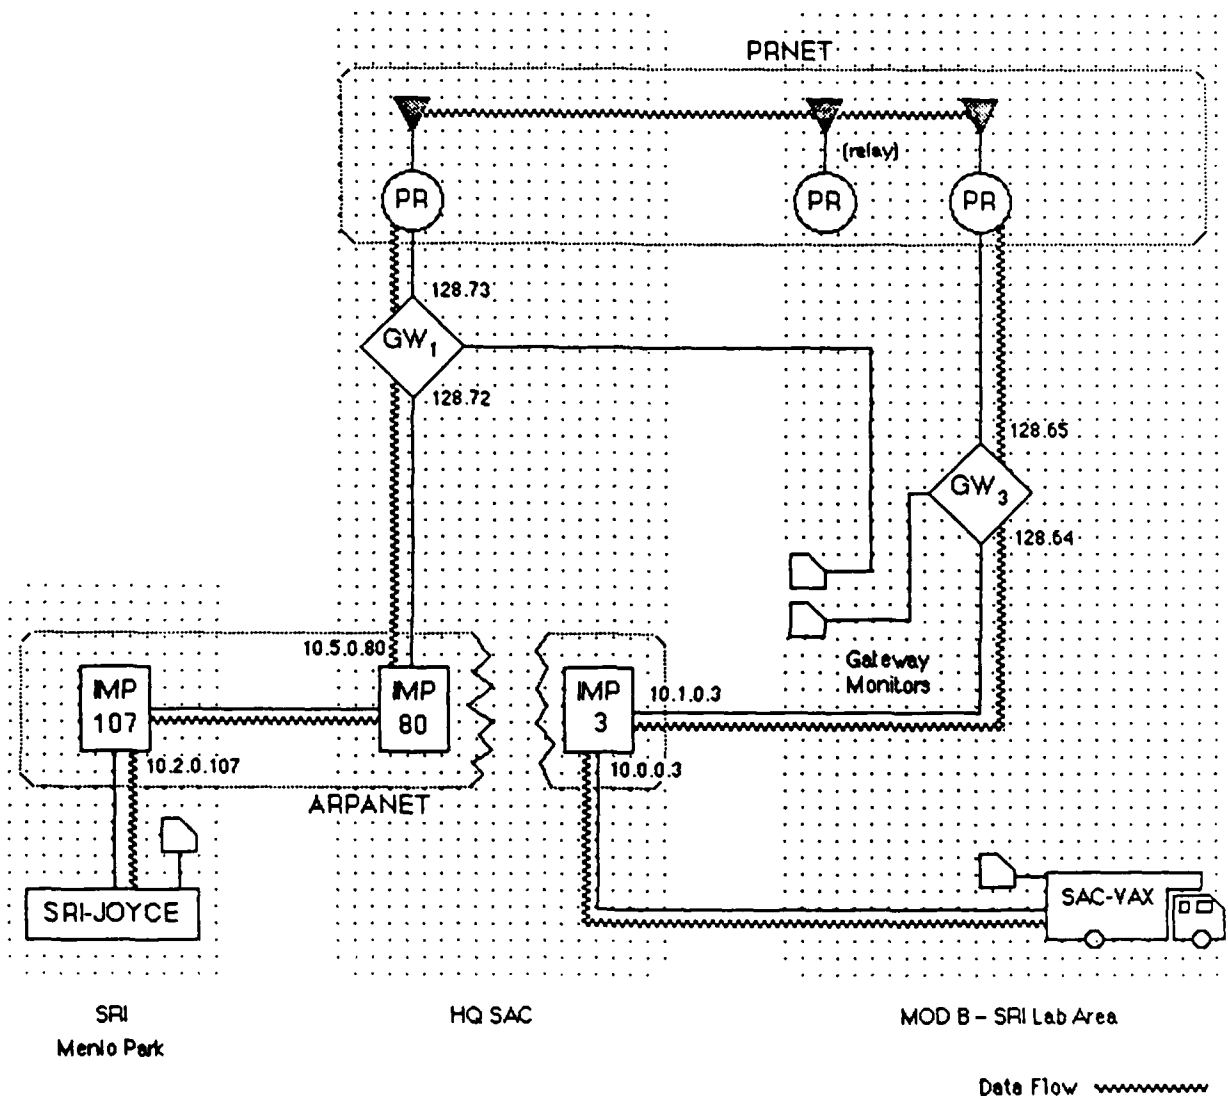 PRNET
(relay)
PR
PR
PR
128.73
GW1
128.72
128.65
GW3
128.64
Gateway
Monitors
10.5.0.80
IMP
107
IMP
80
IMP
3
10.1.0.3
10.2.0.107
10.0.0.3
ARPANET
SRI-JOYCE
SAC-VAX
SRI
Menlo Park
HQ SAC
MOD B - SRI Lab Area
Data Flow